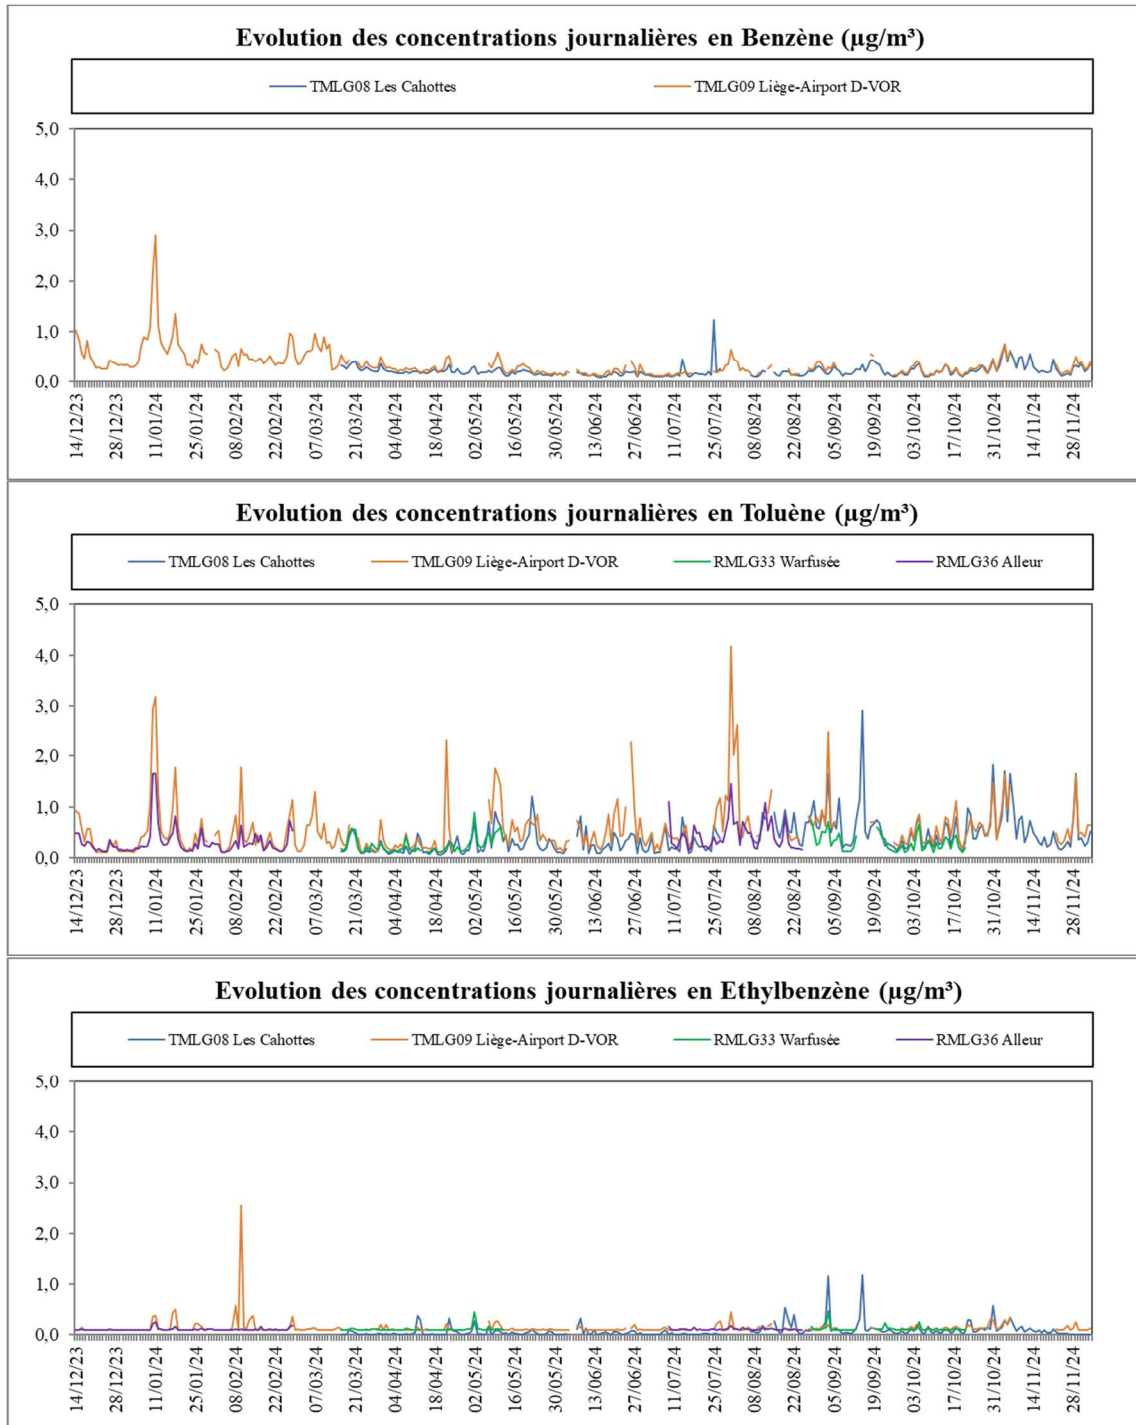 Evolution des concentrations journalières en Benzène (µg/m³)
TMLG08 Les Cahottes TMLG09 Liège-Airport D-VOR
5,0
4,0
3,0
2,0
1,0
0,0
14/12/23 28/12/23 11/01/24 25/01/24 08/02/24 22/02/24 07/03/24 21/03/24 04/04/24 18/04/24 02/05/24 16/05/24 30/05/24 13/06/24 27/06/24 11/07/24 25/07/24 08/08/24 22/08/24 05/09/24 19/09/24 03/10/24 17/10/24 31/10/24 14/11/24 28/11/24
Evolution des concentrations journalières en Toluène (µg/m³)
TMLG08 Les Cahottes TMLG09 Liège-Airport D-VOR RMLG33 Warfusée RMLG36 Alleur
5,0
4,0
3,0
2,0
1,0
0,0
14/12/23 28/12/23 11/01/24 25/01/24 08/02/24 22/02/24 07/03/24 21/03/24 04/04/24 18/04/24 02/05/24 16/05/24 30/05/24 13/06/24 27/06/24 11/07/24 25/07/24 08/08/24 22/08/24 05/09/24 19/09/24 03/10/24 17/10/24 31/10/24 14/11/24 28/11/24
Evolution des concentrations journalières en Ethylbenzène (µg/m³)
TMLG08 Les Cahottes TMLG09 Liège-Airport D-VOR RMLG33 Warfusée RMLG36 Alleur
5,0
4,0
3,0
2,0
1,0
0,0
14/12/23 28/12/23 11/01/24 25/01/24 08/02/24 22/02/24 07/03/24 21/03/24 04/04/24 18/04/24 02/05/24 16/05/24 30/05/24 13/06/24 27/06/24 11/07/24 25/07/24 08/08/24 22/08/24 05/09/24 19/09/24 03/10/24 17/10/24 31/10/24 14/11/24 28/11/24